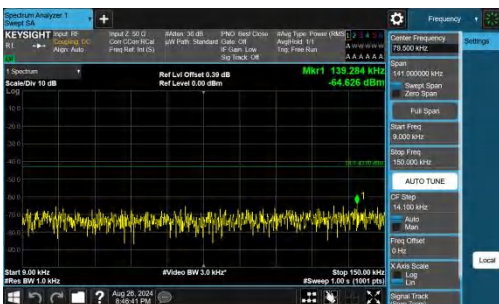 Spectrum Analyzer 1
Swept SA
+
Frequency
KEYSIGHT
Input: RF
Coupling: DC
Align: Auto
Input Z: 50 Ω
Corr CCorr RCal
Freq Ref: Int (S)
#Atten: 30 dB
µW Path: Standard
PNO: Best Close
Gate: Off
IF Gain: Low
Sig Track: Off
#Avg Type: Power (RMS)
Avg|Hold: 1/1
Trig: Free Run
A W W W W W
A A A A A A
Center Frequency
79.500 kHz
Settings
1 Spectrum
Scale/Div 10 dB
Log
Ref Lvl Offset 0.39 dB
Ref Level 0.00 dBm
Mkr1 139.284 kHz
-64.626 dBm
Span
141.000000 kHz
Swept Span
Zero Span
Full Span
Start Freq
9.000 kHz
Stop Freq
150.000 kHz
AUTO TUNE
CF Step
14.100 kHz
Auto
Man
Freq Offset
0 Hz
X Axis Scale
Log
Lin
Local
1
Start 9.00 kHz
#Res BW 1.0 kHz
#Video BW 3.0 kHz*
Stop 150.00 kHz
#Sweep 1.00 s (1001 pts)
Signal Track
?
Aug 28, 2024
8:46:41 PM